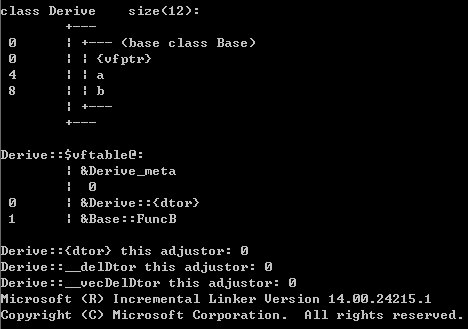 class Derive    size(12):
        +---
 0      ¦ +--- (base class Base)
 0      ¦ ¦ {vfptr}
 4      ¦ ¦ a
 8      ¦ ¦ b
        ¦ +---
        +---
Derive::$vftable@:
        ¦ &Derive_meta
        ¦  0
 0      ¦ &Derive::{dtor}
 1      ¦ &Base::FuncB
Derive::{dtor} this adjustor: 0
Derive::__delDtor this adjustor: 0
Derive::__vecDelDtor this adjustor: 0
Microsoft (R) Incremental Linker Version 14.00.24215.1
Copyright (C) Microsoft Corporation.  All rights reserved.